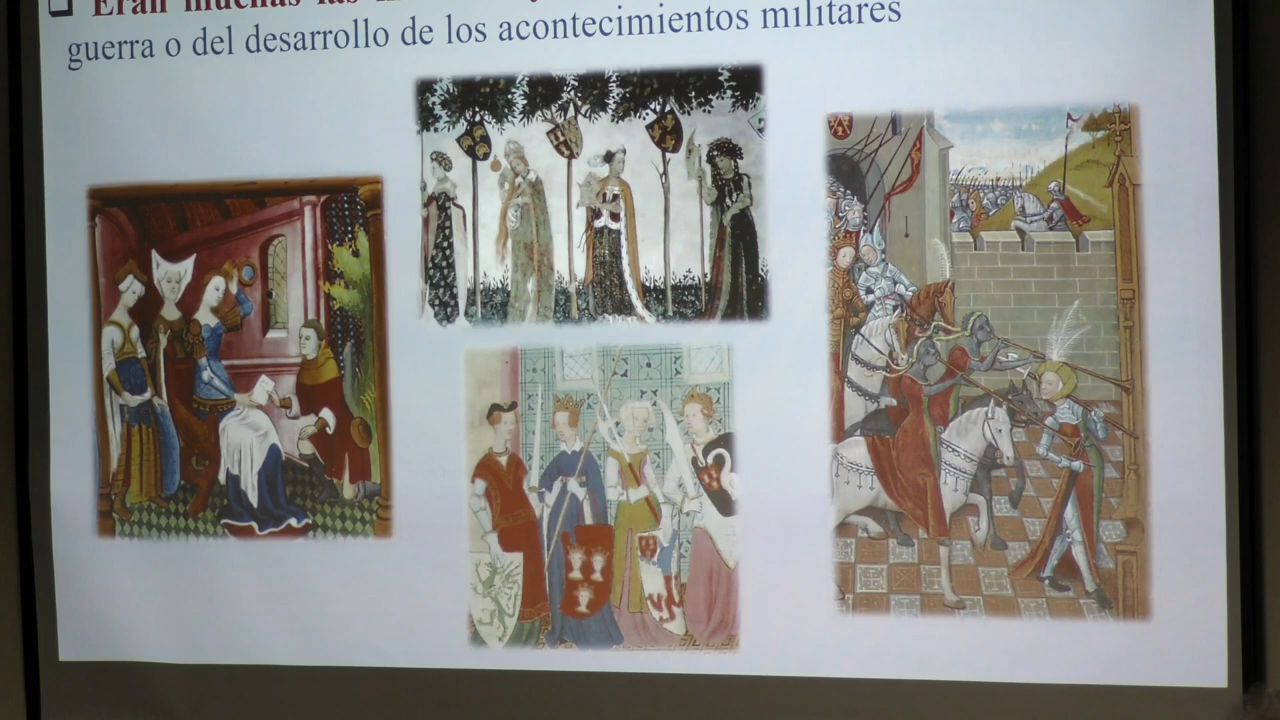 Eran muchas las
guerra o del desarrollo de los acontecimientos militares